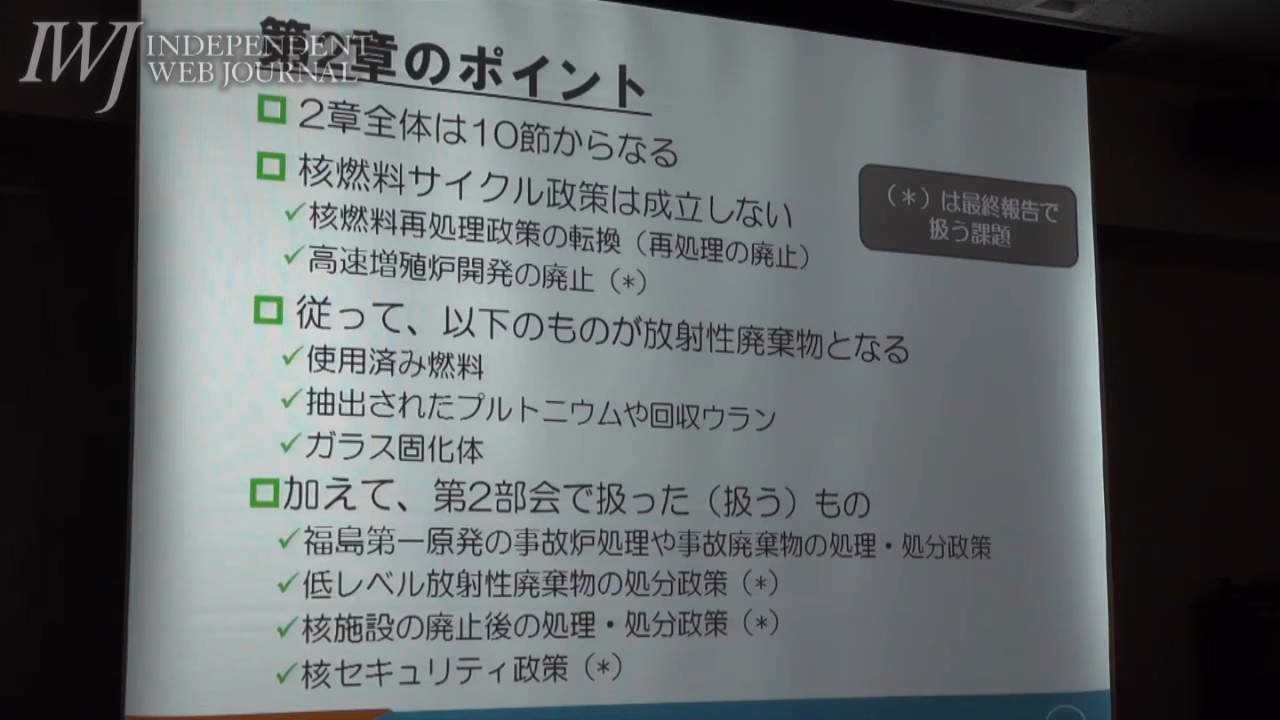 IWJ INDEPENDENT
WEB JOURNAL
第2章のポイント
2章全体は10節からなる
核燃料サイクル政策は成立しない
核燃料再処理政策の転換（再処理の廃止）
高速増殖炉開発の廃止（*）
（*）は最終報告で
扱う課題
従って、以下のものが放射性廃棄物となる
使用済み燃料
抽出されたプルトニウムや回収ウラン
ガラス固化体
加えて、第2部会で扱った（扱う）もの
福島第一原発の事故炉処理や事故廃棄物の処理・処分政策
低レベル放射性廃棄物の処分政策（*）
核施設の廃止後の処理・処分政策（*）
核セキュリティ政策（*）